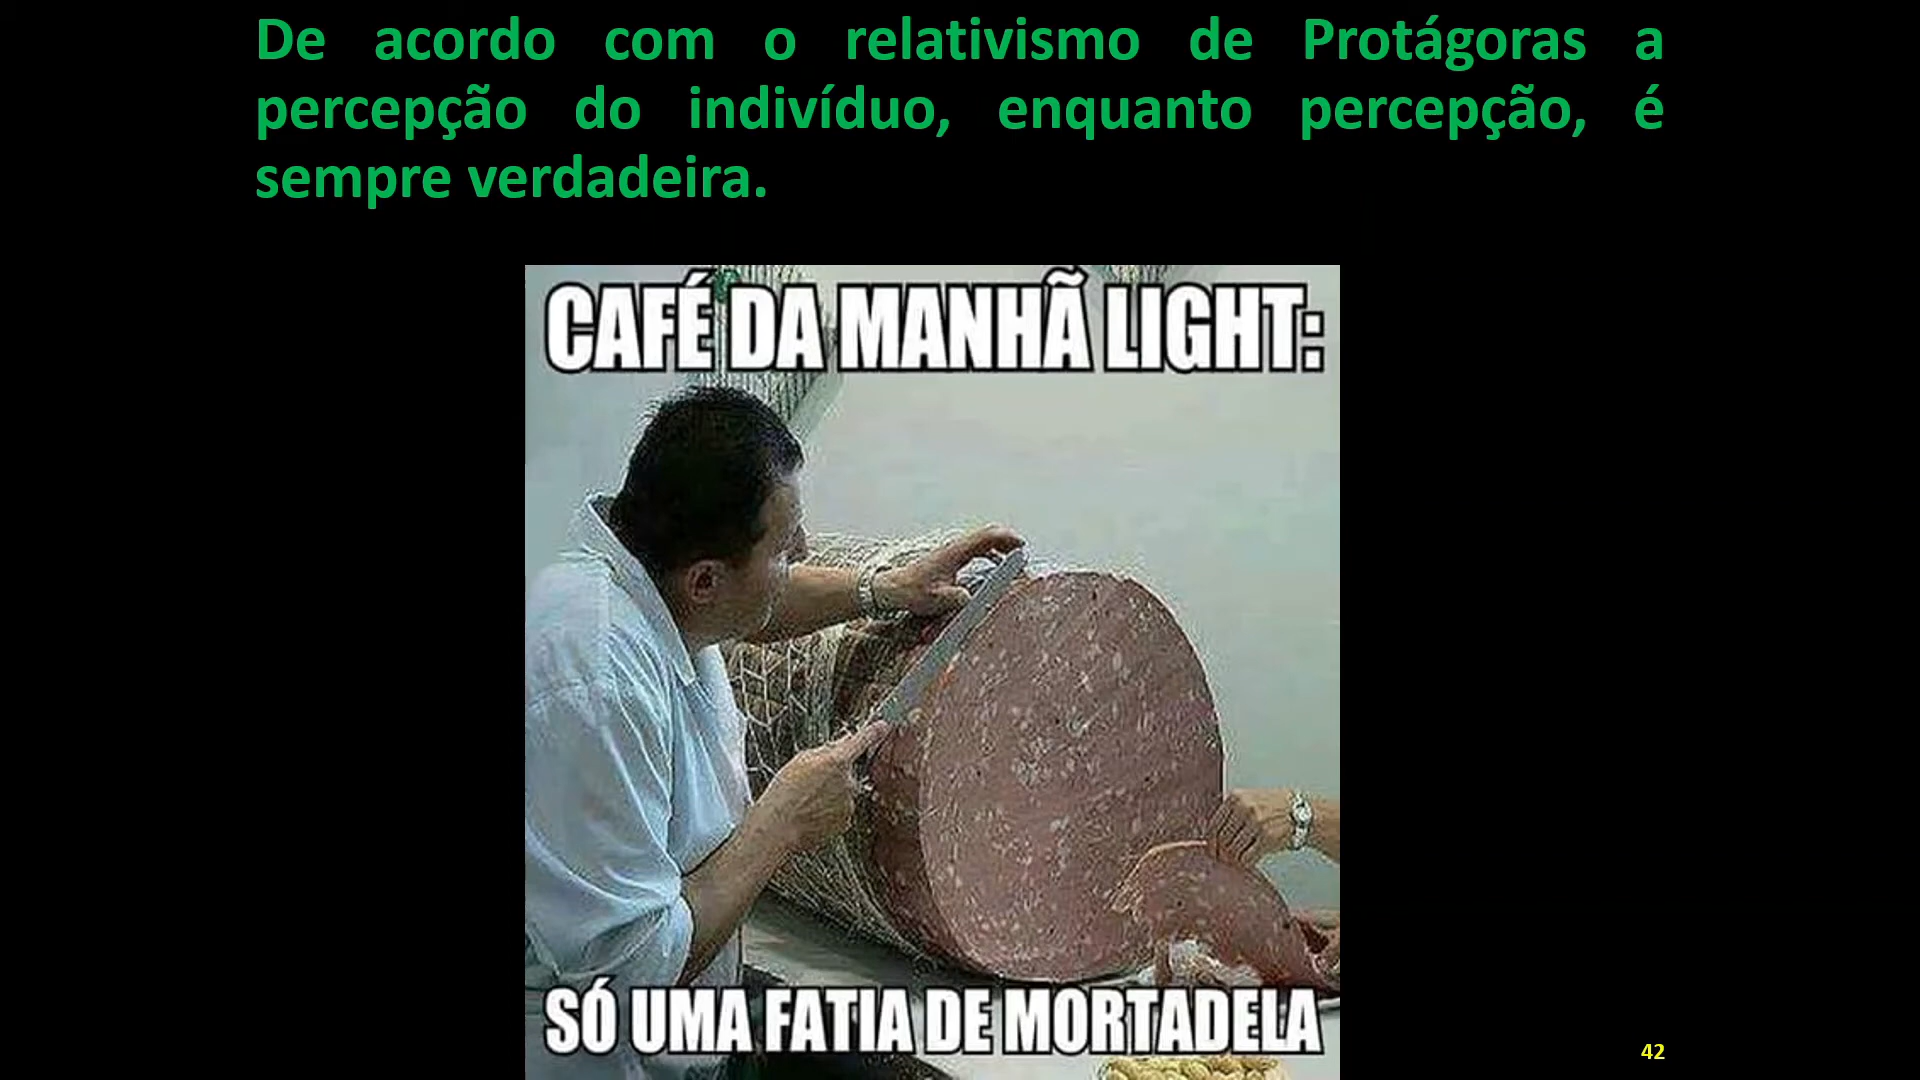 De acordo com o relativismo de Protágoras a
percepção do indivíduo, enquanto percepção, é
sempre verdadeira.
CAFÉ DA MANHÃ LIGHT:
SÓ UMA FATIA DE MORTADELA
42